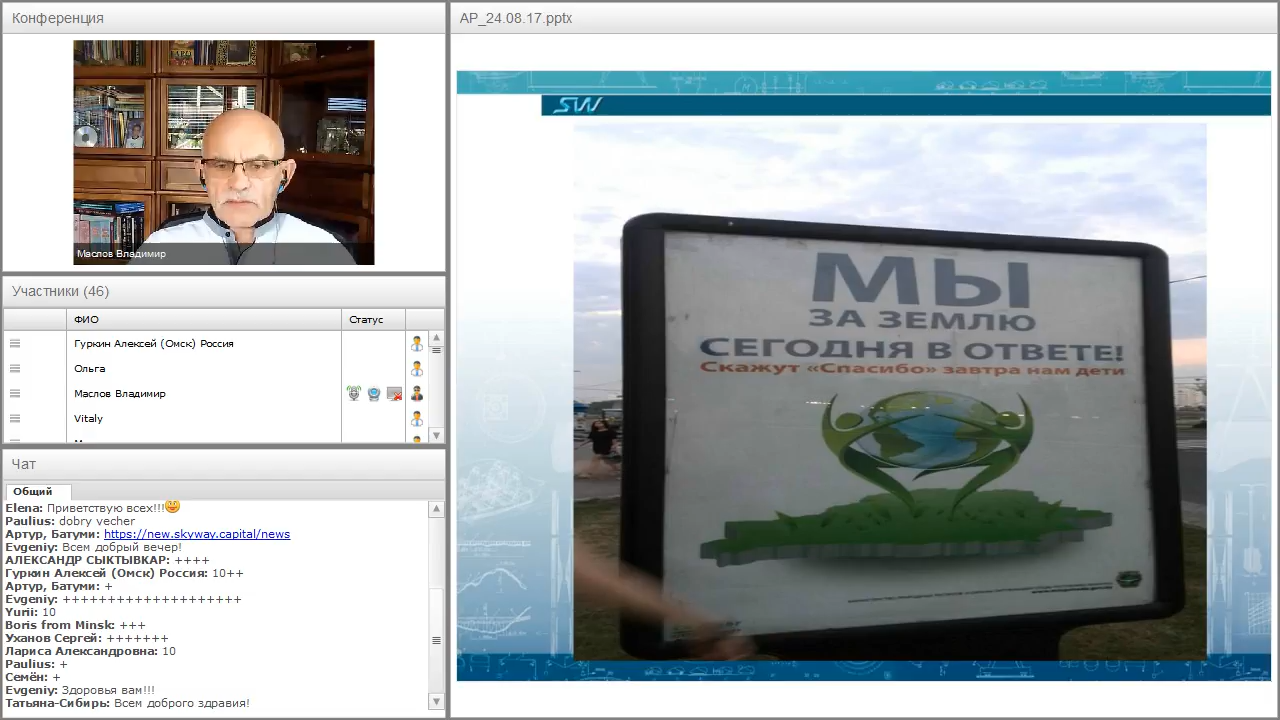 Конференция
Маслов Владимир
Участники (46)
ФИО
Статус
Гуркин Алексей (Омск) Россия
Ольга
Маслов Владимир
Vitaly
Чат
Общий
Elena: Приветствую всех!!!
Paulius: dobry vecher
Артур, Батуми: https://new.skyway.capital/news
Evgeniy: Всем добрый вечер!
АЛЕКСАНДР СЫКТЫВКАР: ++++
Гуркин Алексей (Омск) Россия: 10++
Артур, Батуми: +
Evgeniy: ++++++++++++++++++++
Yurii: 10
Boris from Minsk: +++
Уханов Сергей: +++++++
Лариса Александровна: 10
Paulius: +
Семён: +
Evgeniy: Здоровья вам!!!
Татьяна-Сибирь: Всем доброго здравия!
AP_24.08.17.pptx
SW
МЫ
ЗА ЗЕМЛЮ
СЕГОДНЯ В ОТВЕТЕ!
Скажут «Спасибо» завтра нам дети